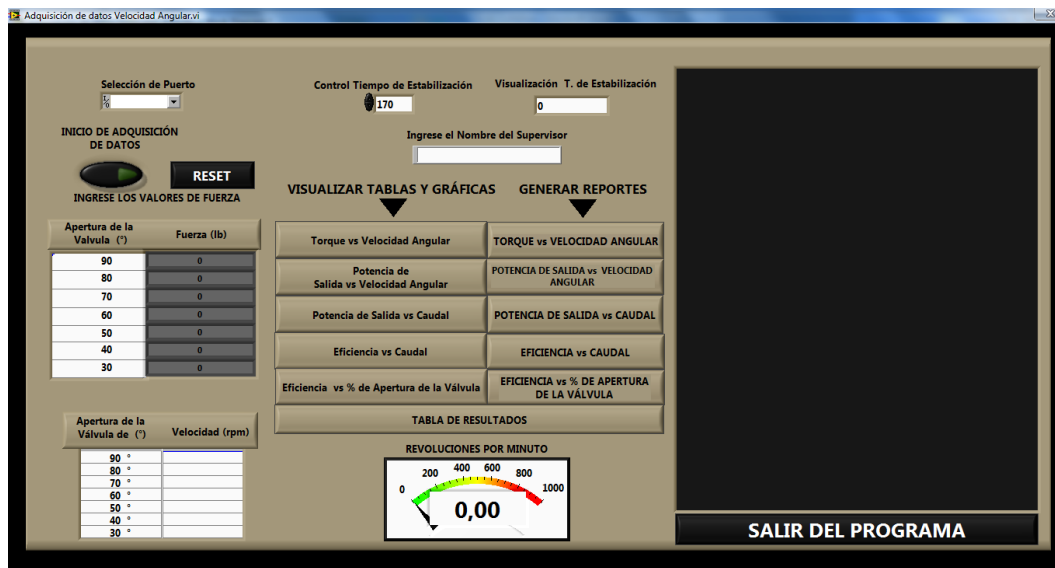 Adquisición de datos Velocidad Angular.vi
Selección de Puerto
Control Tiempo de Estabilización
170
Visualización T. de Estabilización
0
INICIO DE ADQUISICIÓN
DE DATOS
RESET
Ingrese el Nombre del Supervisor
INGRESE LOS VALORES DE FUERZA
VISUALIZAR TABLAS Y GRÁFICAS
GENERAR REPORTES
Apertura de la
Valvula (°)
Fuerza (lb)
90 0
80 0
70 0
60 0
50 0
40 0
30 0
Torque vs Velocidad Angular
TORQUE vs VELOCIDAD ANGULAR
Potencia de
Salida vs Velocidad Angular
POTENCIA DE SALIDA vs VELOCIDAD
ANGULAR
Potencia de Salida vs Caudal
POTENCIA DE SALIDA vs CAUDAL
Eficiencia vs Caudal
EFICIENCIA vs CAUDAL
Eficiencia vs % de Apertura de la Válvula
EFICIENCIA vs % DE APERTURA
DE LA VÁLVULA
TABLA DE RESULTADOS
Apertura de la
Válvula de (°)
Velocidad (rpm)
90 °
80 °
70 °
60 °
50 °
40 °
30 °
REVOLUCIONES POR MINUTO
0 200 400 600 800 1000
0,00
SALIR DEL PROGRAMA